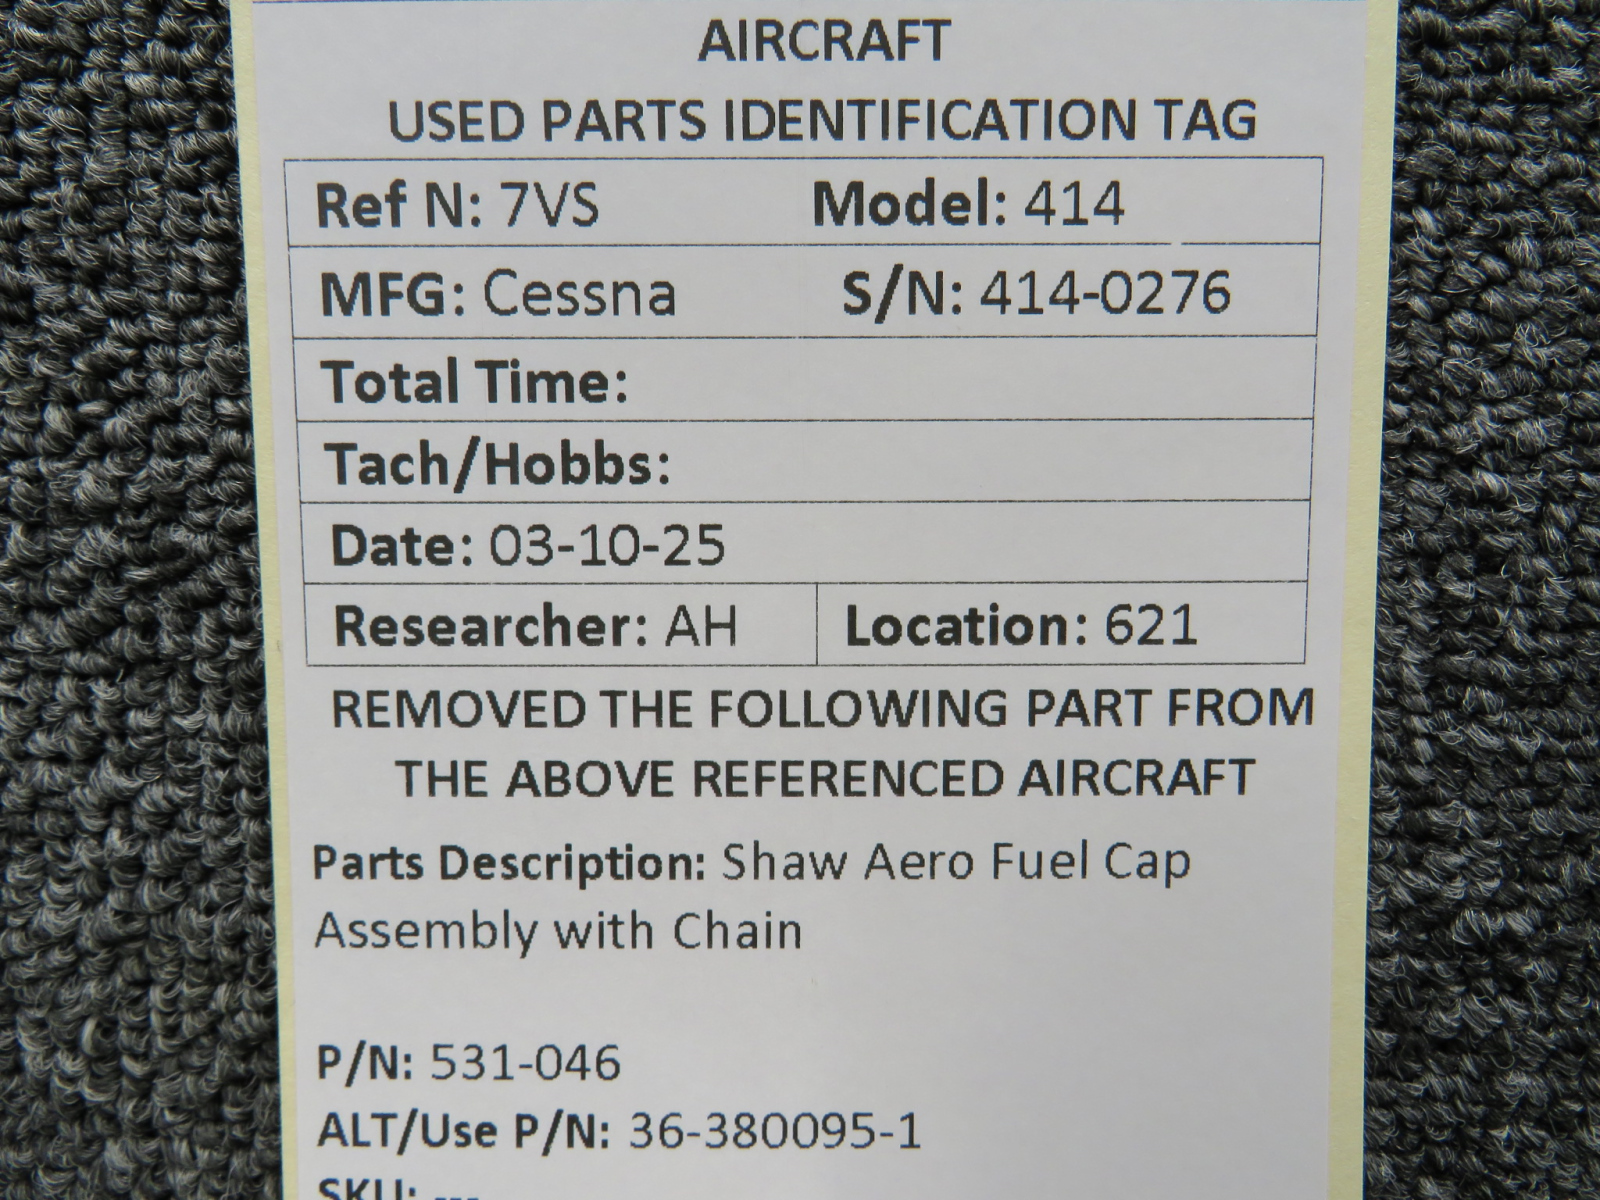 AIRCRAFT
USED PARTS IDENTIFICATION TAG
Ref N: 7VS Model: 414
MFG: Cessna S/N: 414-0276
Total Time:
Tach/Hobbs:
Date: 03-10-25
Researcher: AH Location: 621
REMOVED THE FOLLOWING PART FROM
THE ABOVE REFERENCED AIRCRAFT
Parts Description: Shaw Aero Fuel Cap
Assembly with Chain
P/N: 531-046
ALT/Use P/N: 36-380095-1
SKU: ---